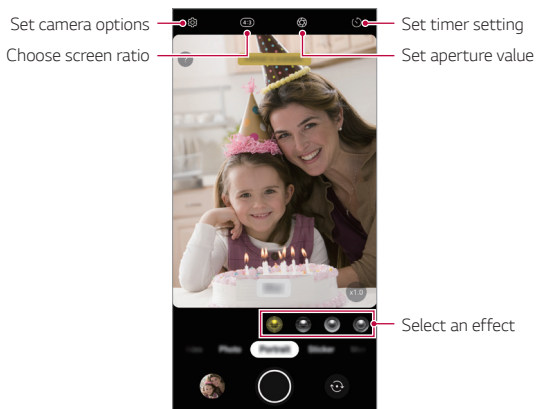 Set camera options
Set timer setting
Choose screen ratio
4:3
Set aperture value
?
x1.0
Select an effect
Photo Portrait Sticker